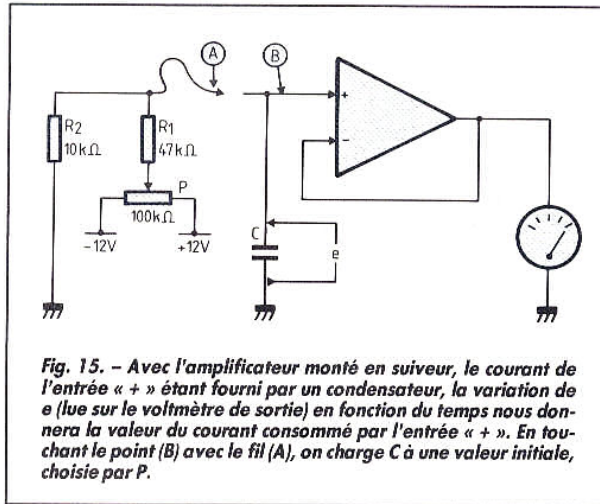 A
B
R2
10kΩ
R1
47kΩ
P
100kΩ
-12V
+12V
C
e
+
−
Fig. 15. – Avec l'amplificateur monté en suiveur, le courant de
l'entrée « + » étant fourni par un condensateur, la variation de
e (lue sur le voltmètre de sortie) en fonction du temps nous don-
nera la valeur du courant consommé par l'entrée « + ». En tou-
chant le point (B) avec le fil (A), on charge C à une valeur initiale,
choisie par P.